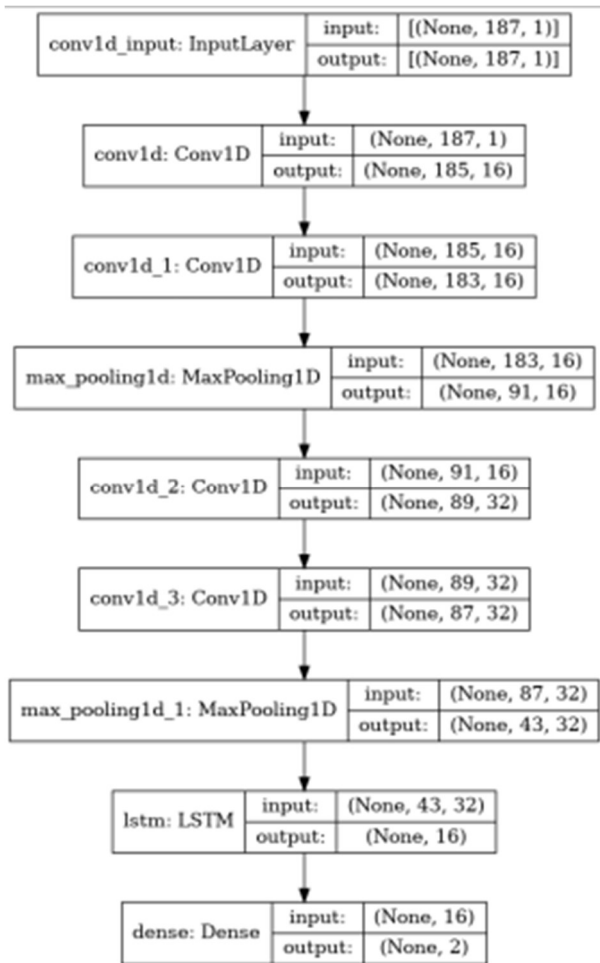 conv1d_input: InputLayer
input: [(None, 187, 1)]
output: [(None, 187, 1)]
conv1d: Conv1D
input: (None, 187, 1)
output: (None, 185, 16)
conv1d_1: Conv1D
input: (None, 185, 16)
output: (None, 183, 16)
max_pooling1d: MaxPooling1D
input: (None, 183, 16)
output: (None, 91, 16)
conv1d_2: Conv1D
input: (None, 91, 16)
output: (None, 89, 32)
conv1d_3: Conv1D
input: (None, 89, 32)
output: (None, 87, 32)
max_pooling1d_1: MaxPooling1D
input: (None, 87, 32)
output: (None, 43, 32)
lstm: LSTM
input: (None, 43, 32)
output: (None, 16)
dense: Dense
input: (None, 16)
output: (None, 2)